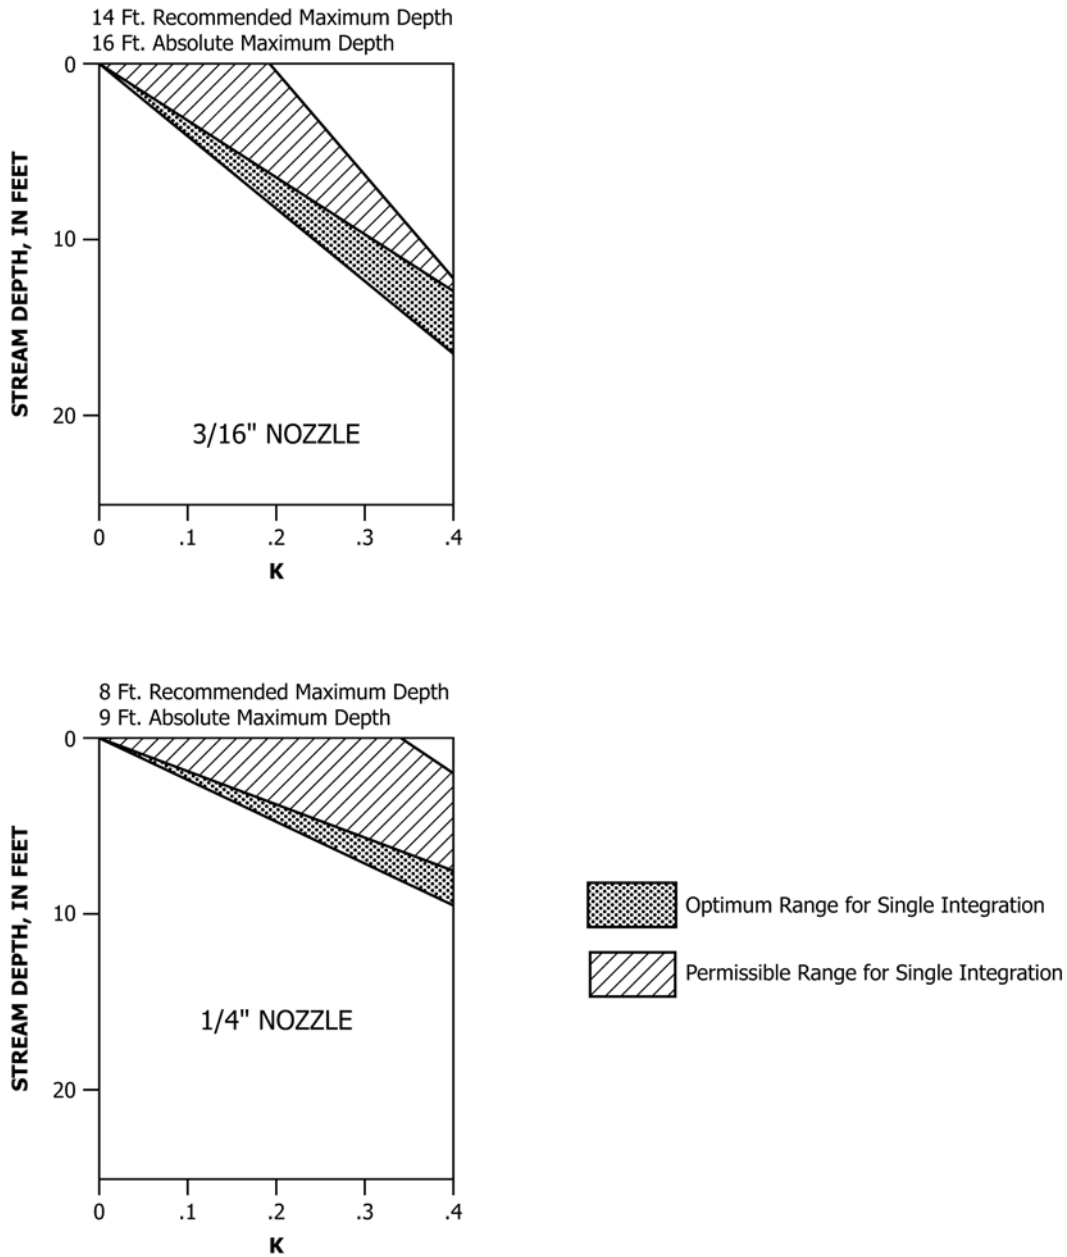 14 Ft. Recommended Maximum Depth
16 Ft. Absolute Maximum Depth
0
10
20
STREAM DEPTH, IN FEET
3/16" NOZZLE
0 .1 .2 .3 .4
K
8 Ft. Recommended Maximum Depth
9 Ft. Absolute Maximum Depth
0
10
20
STREAM DEPTH, IN FEET
1/4" NOZZLE
0 .1 .2 .3 .4
K
Optimum Range for Single Integration
Permissible Range for Single Integration